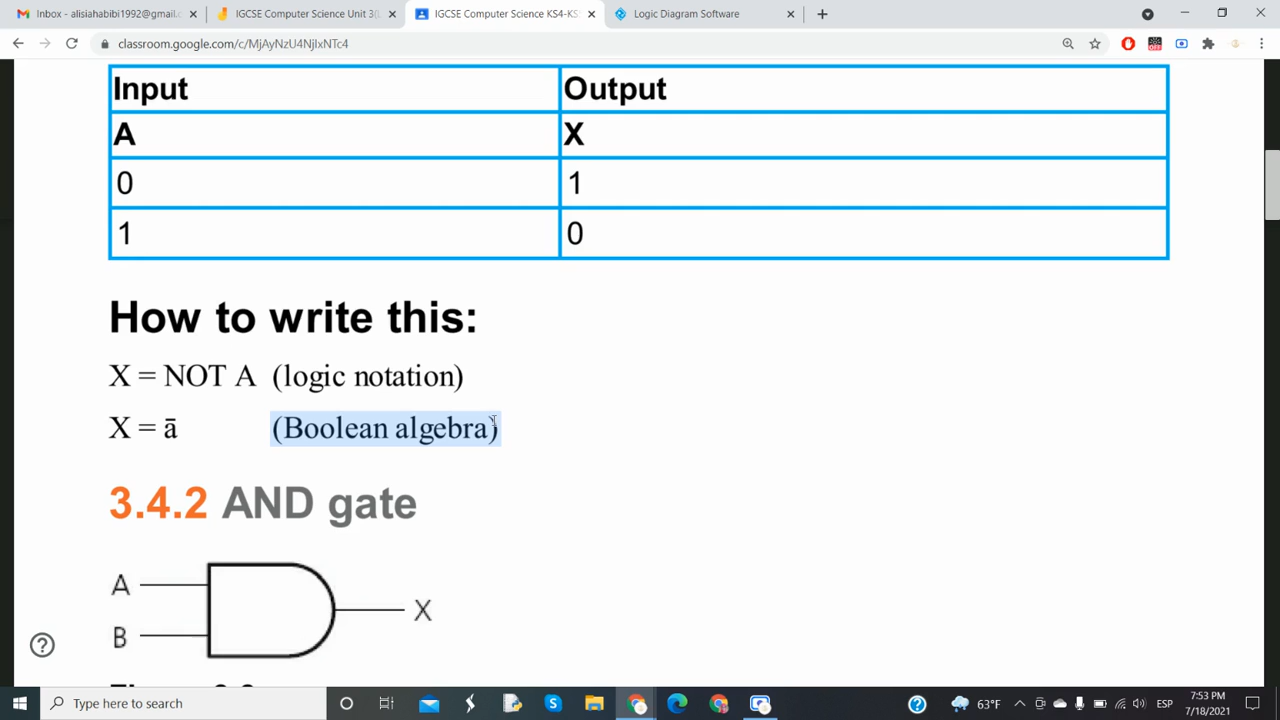 Inbox - alisiahabibi1992@gmail.c
IGCSE Computer Science Unit 3(
IGCSE Computer Science KS4-KS
Logic Diagram Software
classroom.google.com/c/MjAyNzU4NjIxNTc4
OFF
Input Output
A X
0 1
1 0
How to write this:
X = NOT A (logic notation)
X = ā (Boolean algebra)
3.4.2 AND gate
A
X
B
Type here to search
63°F
ESP
7:53 PM
7/18/2021